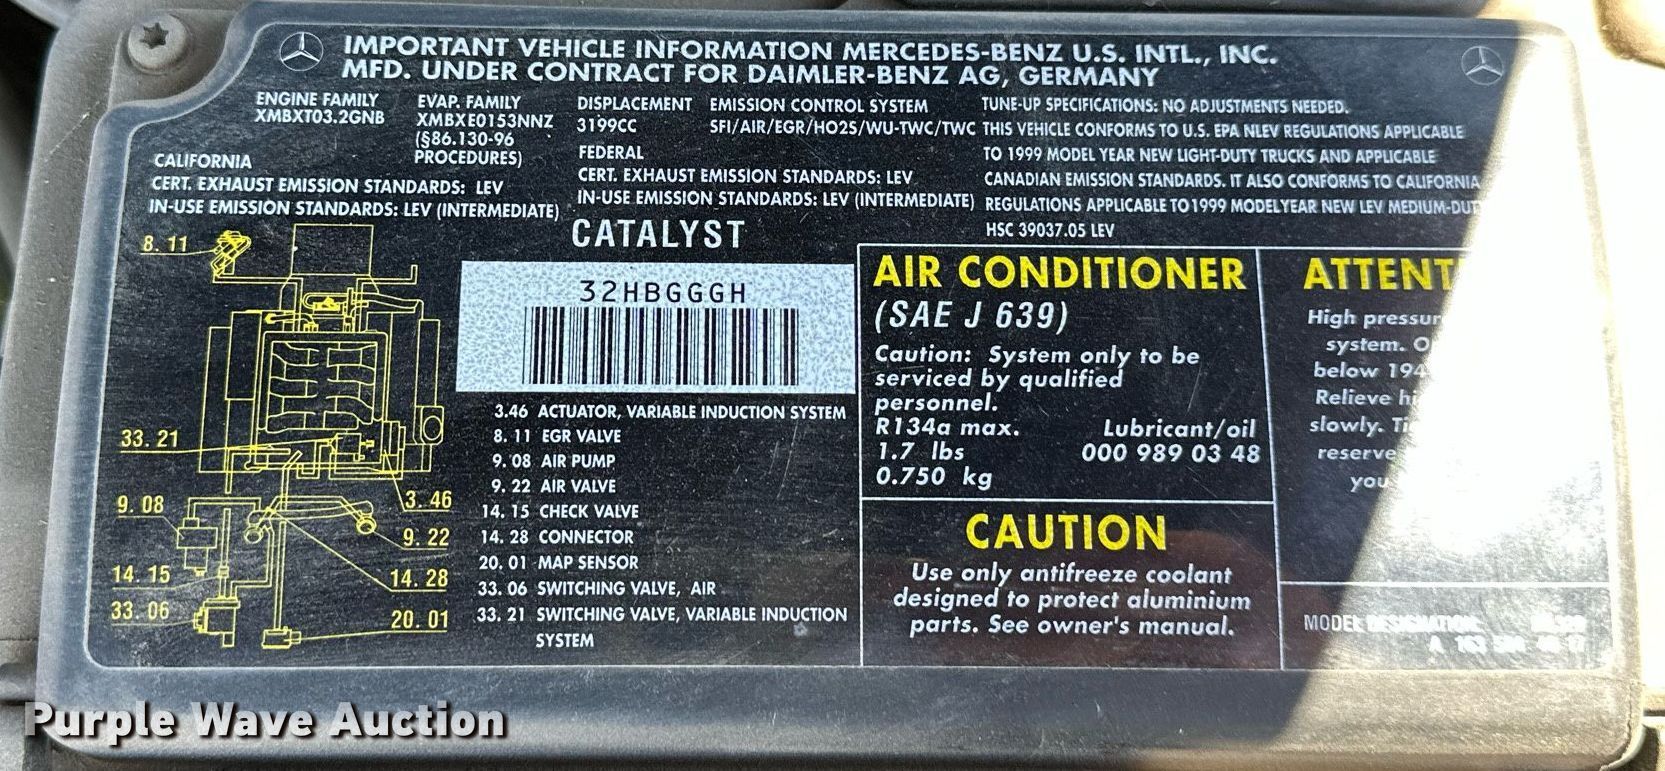 IMPORTANT VEHICLE INFORMATION MERCEDES-BENZ U.S. INTL., INC.
MFD. UNDER CONTRACT FOR DAIMLER-BENZ AG, GERMANY
ENGINE FAMILY
XMBXT03.2GNB
EVAP. FAMILY
XMBXE0153NNZ
(§86.130-96
PROCEDURES)
DISPLACEMENT
3199CC
EMISSION CONTROL SYSTEM
SFI/AIR/EGR/HO2S/WU-TWC/TWC
CALIFORNIA
CERT. EXHAUST EMISSION STANDARDS: LEV
IN-USE EMISSION STANDARDS: LEV (INTERMEDIATE)
FEDERAL
CERT. EXHAUST EMISSION STANDARDS: LEV
IN-USE EMISSION STANDARDS: LEV (INTERMEDIATE)
TUNE-UP SPECIFICATIONS: NO ADJUSTMENTS NEEDED.
THIS VEHICLE CONFORMS TO U.S. EPA NLEV REGULATIONS APPLICABLE
TO 1999 MODEL YEAR NEW LIGHT-DUTY TRUCKS AND APPLICABLE
CANADIAN EMISSION STANDARDS. IT ALSO CONFORMS TO CALIFORNIA
REGULATIONS APPLICABLE TO 1999 MODEL YEAR NEW LEV MEDIUM-DUT
HSC 39037.05 LEV
CATALYST
32HBGGGH
8. 11
33. 21
3. 46
9. 08
9. 22
14. 15
14. 28
33. 06
20. 01
3.46 ACTUATOR, VARIABLE INDUCTION SYSTEM
8. 11 EGR VALVE
9. 08 AIR PUMP
9. 22 AIR VALVE
14. 15 CHECK VALVE
14. 28 CONNECTOR
20. 01 MAP SENSOR
33. 06 SWITCHING VALVE, AIR
33. 21 SWITCHING VALVE, VARIABLE INDUCTION
SYSTEM
AIR CONDITIONER
(SAE J 639)
Caution: System only to be
serviced by qualified
personnel.
R134a max. Lubricant/oil
1.7 lbs 000 989 03 48
0.750 kg
CAUTION
Use only antifreeze coolant
designed to protect aluminium
parts. See owner's manual.
ATTENT
High pressur
system.
below 194
Relieve
slowly.
reserve
you
MODEL DESIGNATION
A 163
Purple Wave Auction